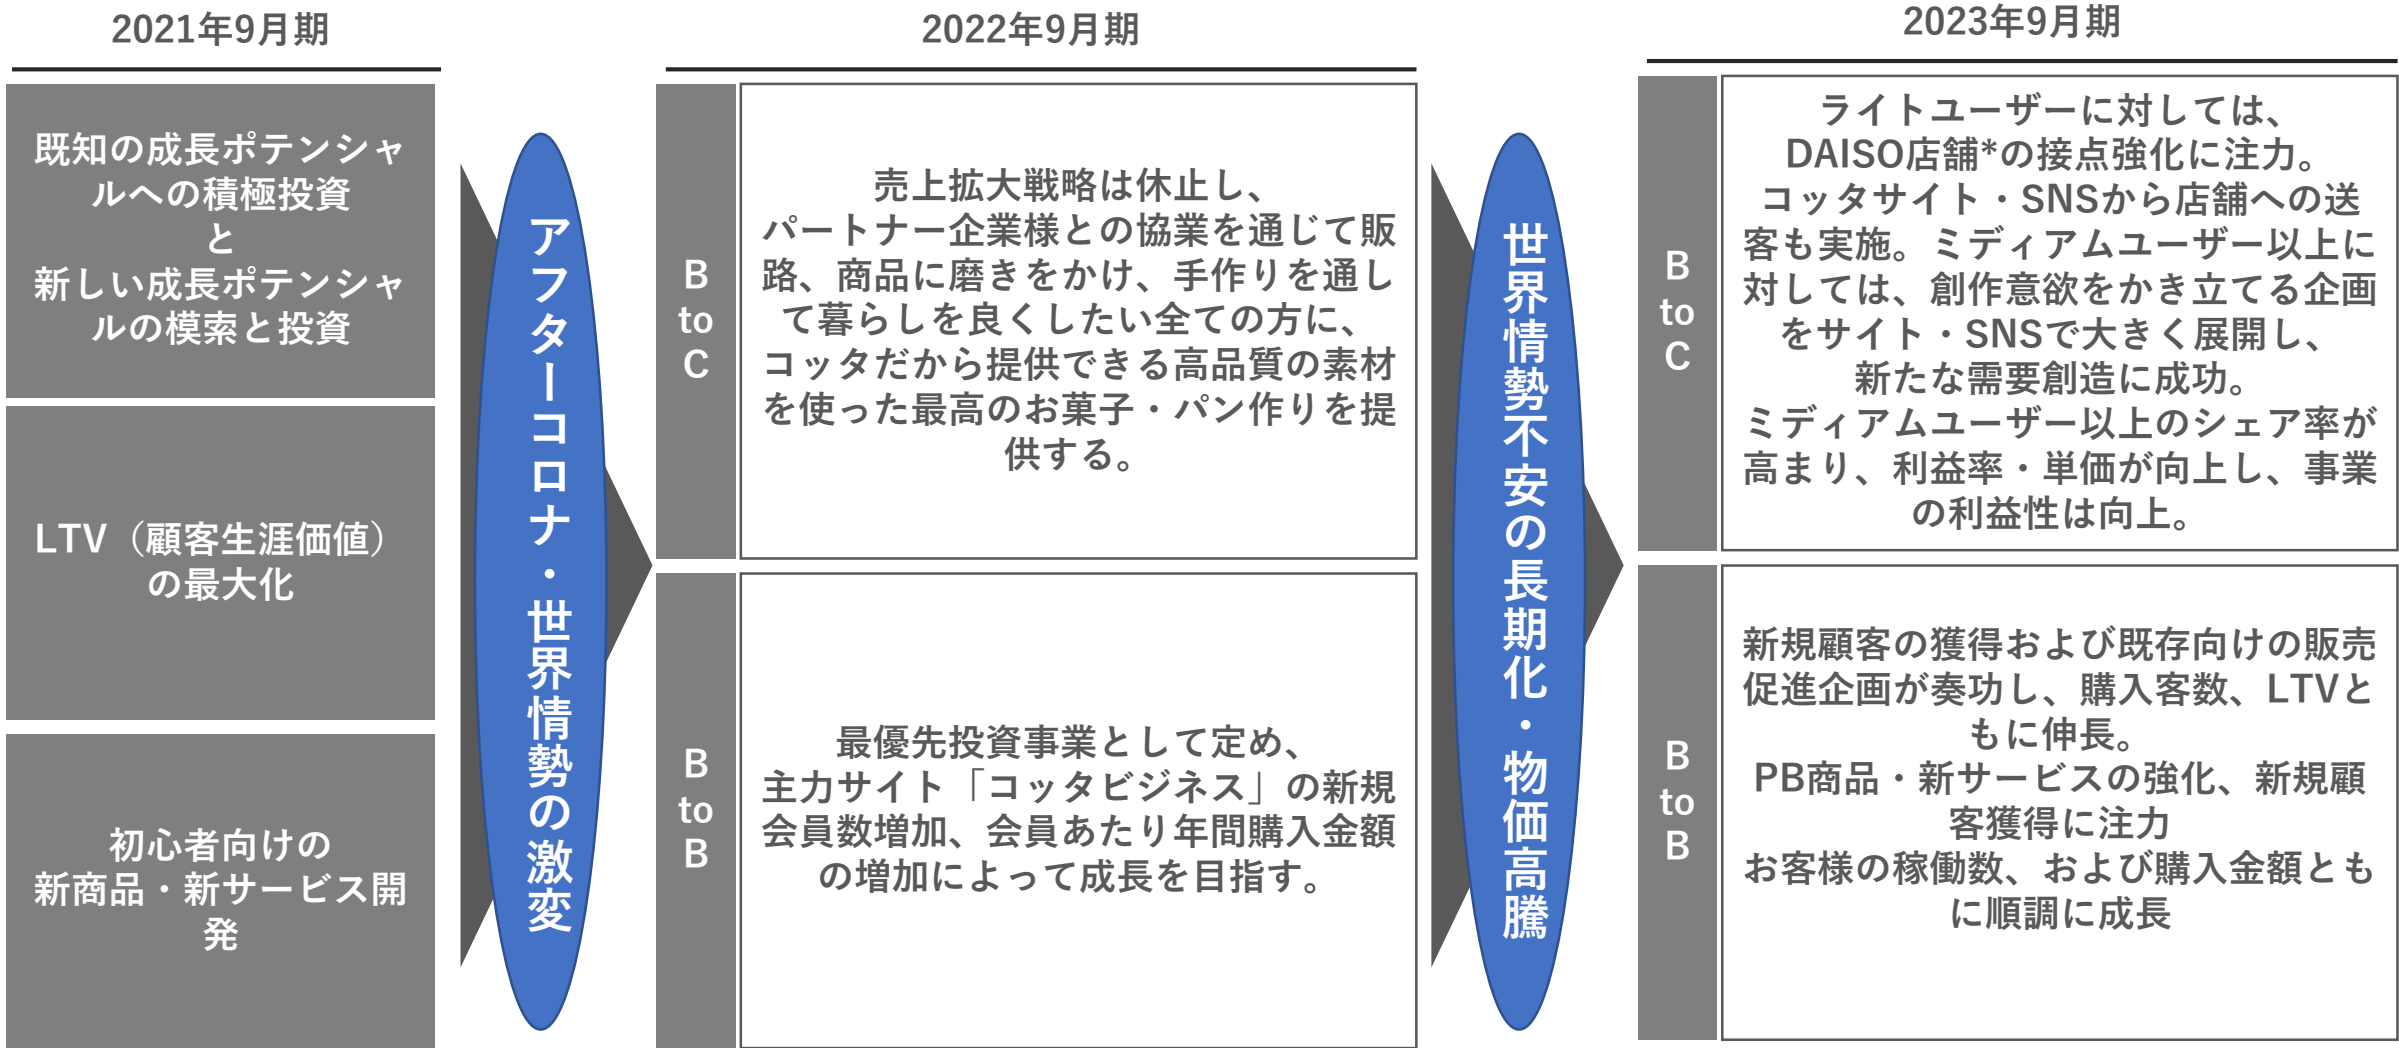 2021年9月期
既知の成長ポテンシャ
ルへの積極投資
と
新しい成長ポテンシャ
ルの模索と投資
LTV（顧客生涯価値）
の最大化
初心者向けの
新商品・新サービス開
発
アフターコロナ・世界情勢の激変
2022年9月期
B
to
C
売上拡大戦略は休止し、
パートナー企業様との協業を通じて販
路、商品に磨きをかけ、手作りを通し
て暮らしを良くしたい全ての方に、
コッタだから提供できる高品質の素材
を使った最高のお菓子・パン作りを提
供する。
B
to
B
最優先投資事業として定め、
主力サイト「コッタビジネス」の新規
会員数増加、会員あたり年間購入金額
の増加によって成長を目指す。
世界情勢不安の長期化・物価高騰
2023年9月期
B
to
C
ライトユーザーに対しては、
DAISO店舗*の接点強化に注力。
コッタサイト・SNSから店舗への送
客も実施。ミディアムユーザー以上に
対しては、創作意欲をかき立てる企画
をサイト・SNSで大きく展開し、
新たな需要創造に成功。
ミディアムユーザー以上のシェア率が
高まり、利益率・単価が向上し、事業
の利益性は向上。
B
to
B
新規顧客の獲得および既存向けの販売
促進企画が奏功し、購入客数、LTVと
もに伸長。
PB商品・新サービスの強化、新規顧
客獲得に注力
お客様の稼働数、および購入金額とも
に順調に成長